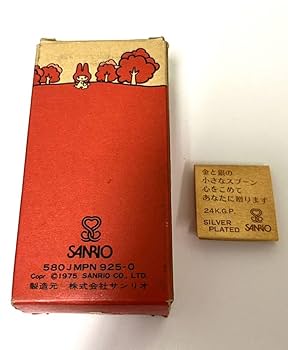 SANRIO
580JMPN 925-0
Copr. ©1975 SANRIO CO., LTD.
製造元 株式会社サンリオ
金と銀の
小さなスプーン
心をこめて
あなたに贈ります
24K.G.P.
SILVER
PLATED
SANRIO